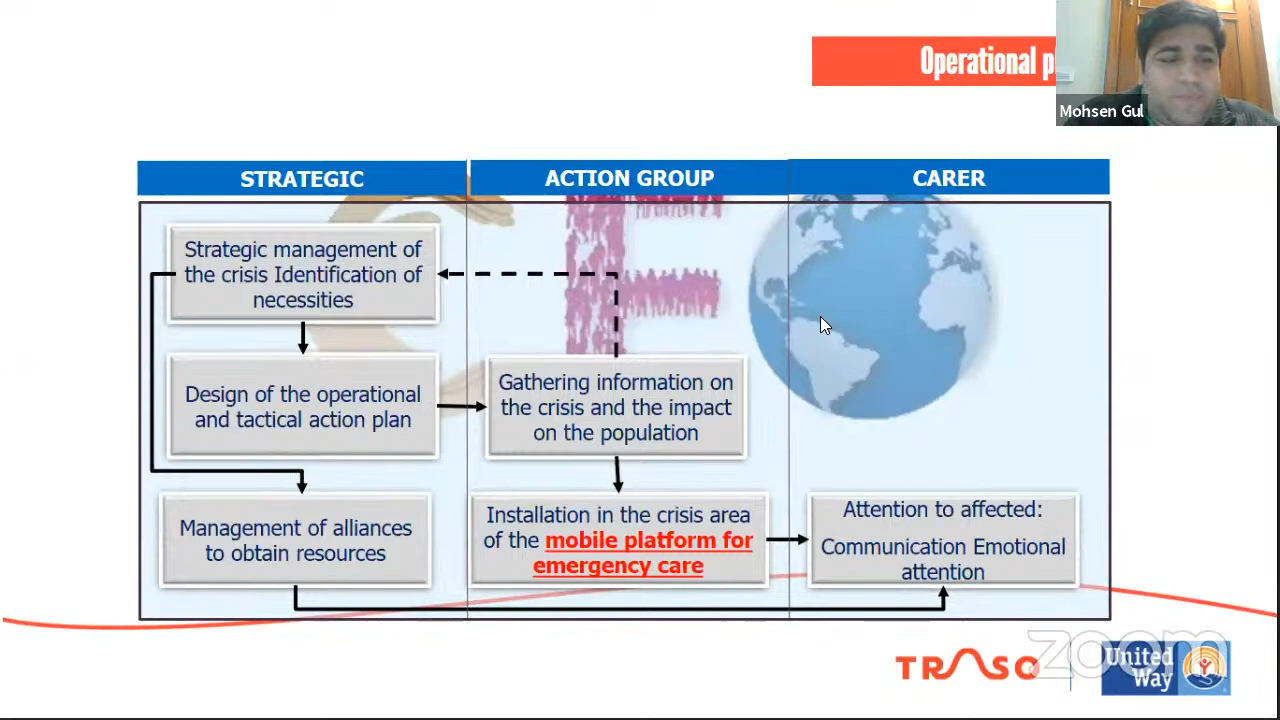 Operational p
Mohsen Gul
STRATEGIC
ACTION GROUP
CARER
Strategic management of
the crisis Identification of
necessities
Design of the operational
and tactical action plan
Gathering information on
the crisis and the impact
on the population
Management of alliances
to obtain resources
Installation in the crisis area
of the mobile platform for
emergency care
Attention to affected:
Communication Emotional
attention
zoom
TRASO
United
Way